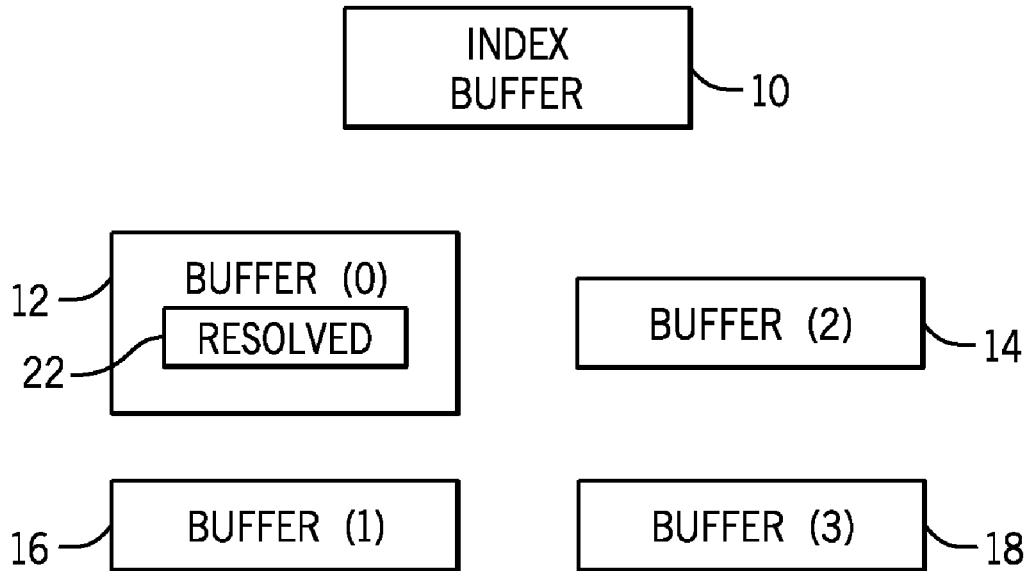 INDEX
BUFFER
10
12
BUFFER (0)
22
RESOLVED
BUFFER (2)
14
16
BUFFER (1)
BUFFER (3)
18